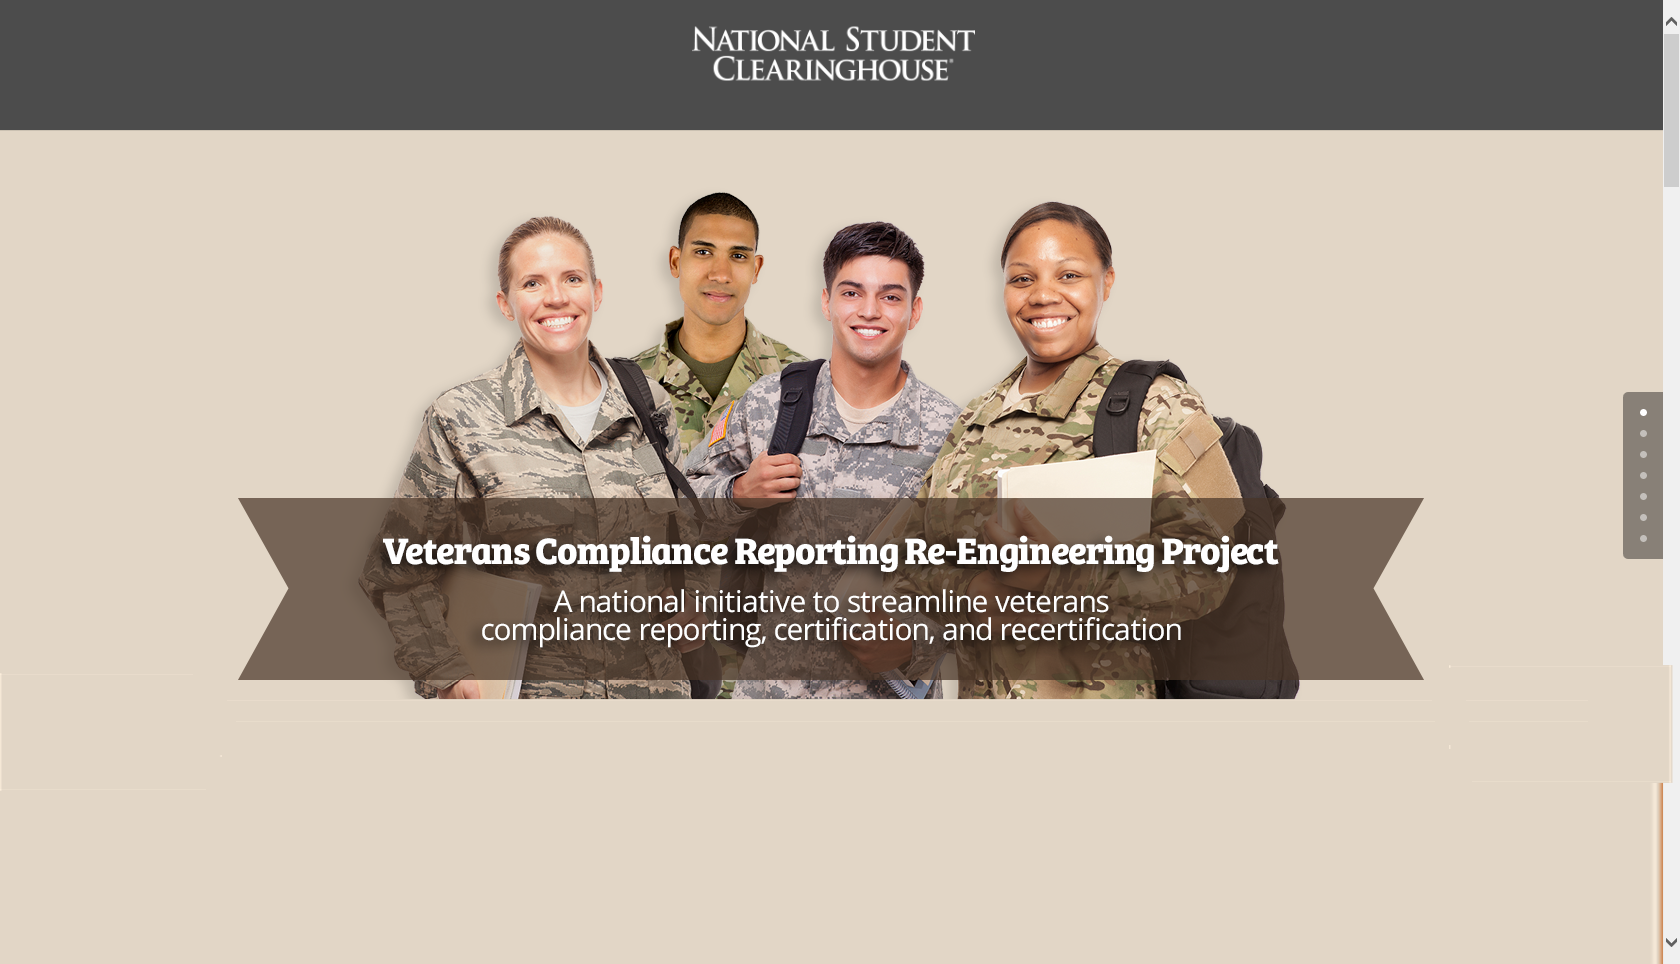 NATIONAL STUDENT
CLEARINGHOUSE®
Veterans Compliance Reporting Re-Engineering Project
A national initiative to streamline veterans
compliance reporting, certification, and recertification